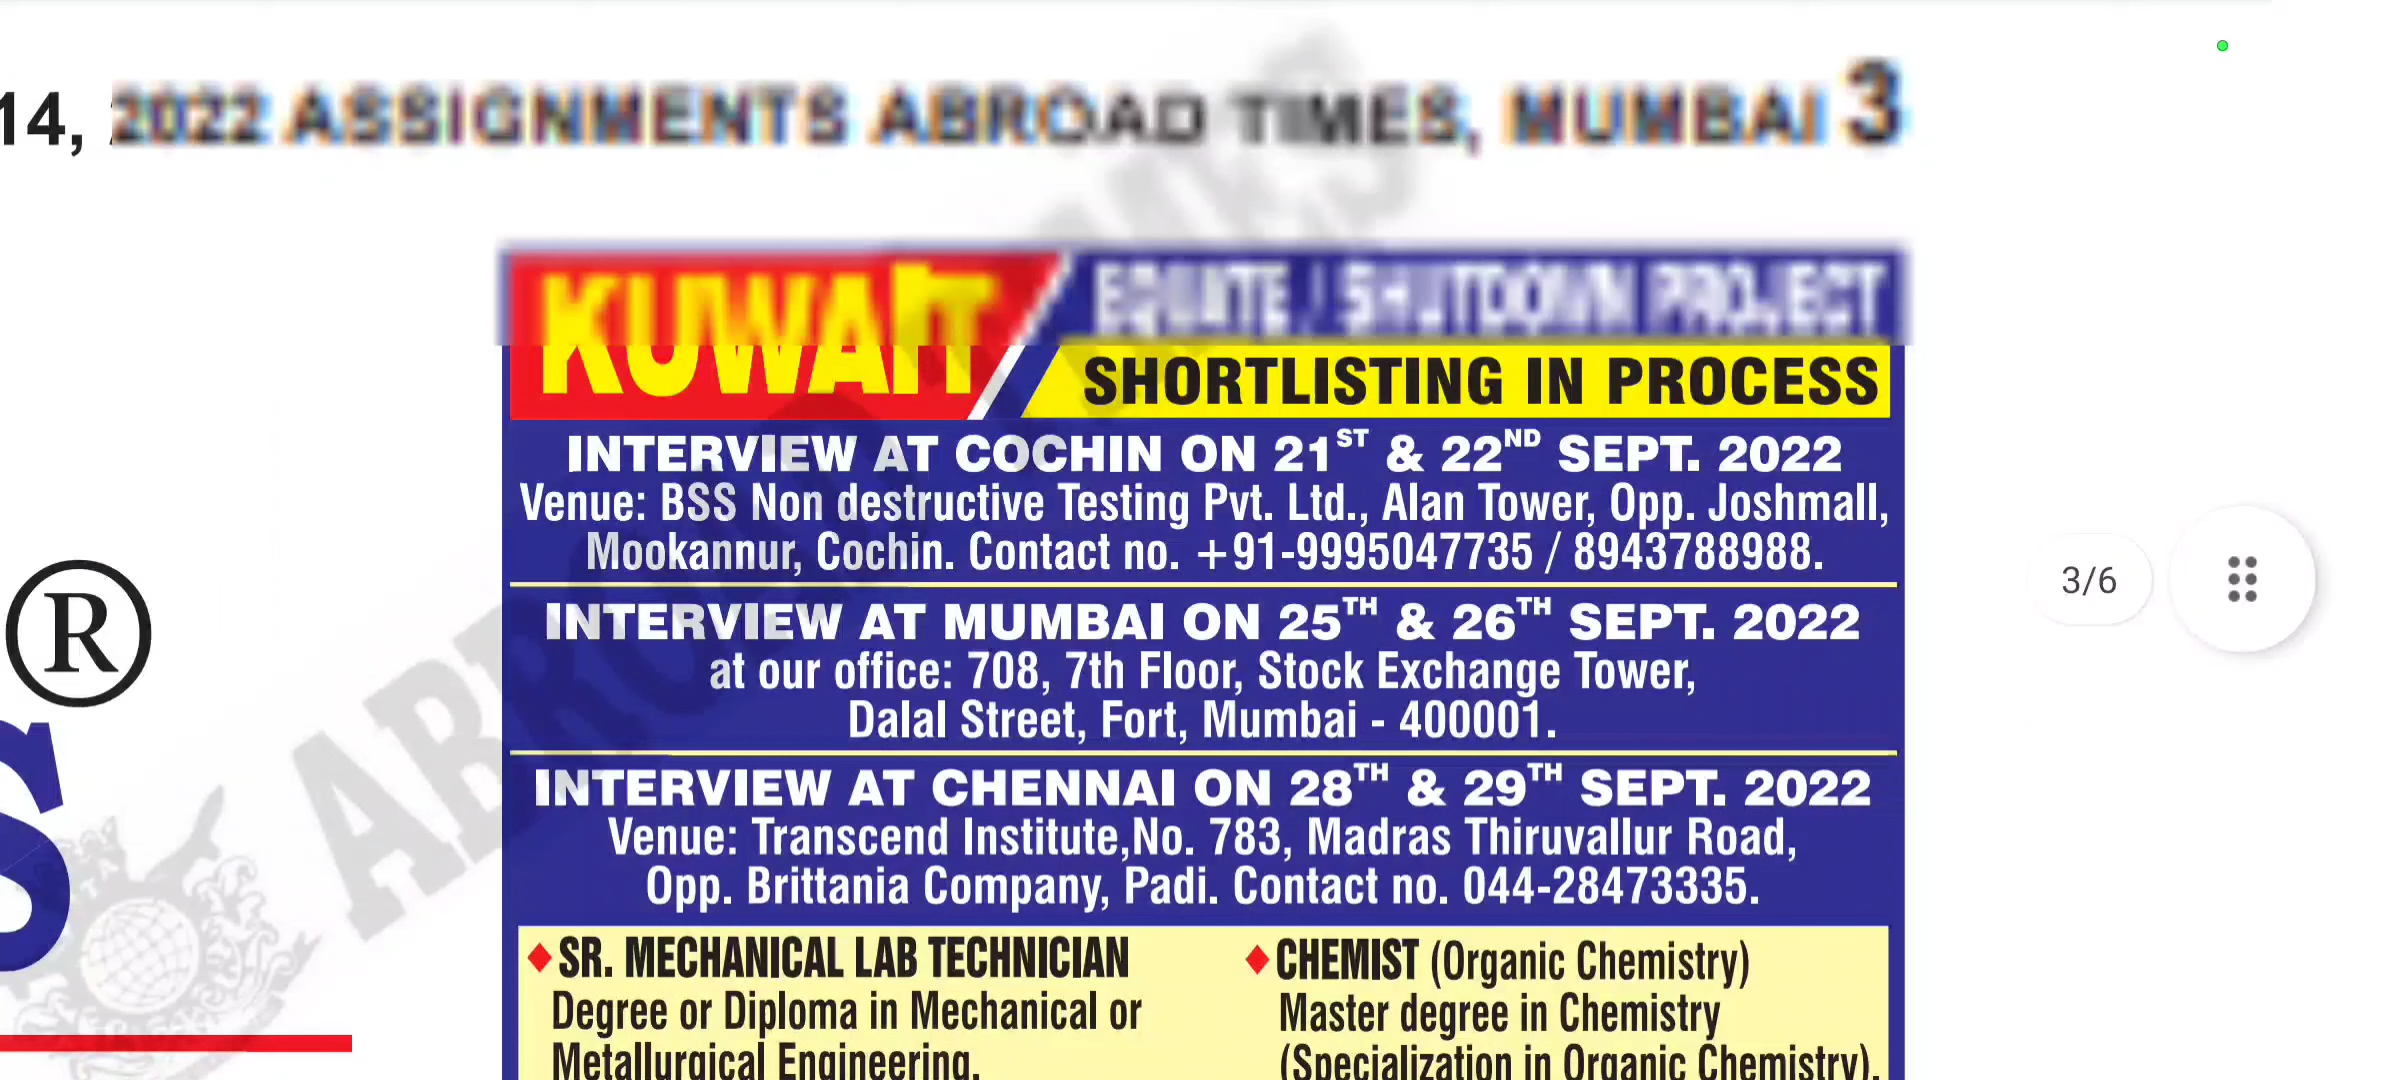 14, 2022 ASSIGNMENTS ABROAD TIMES, MUMBAI 3
KUWAIT
EQUATE / SHUTDOWN PROJECT
SHORTLISTING IN PROCESS
INTERVIEW AT COCHIN ON 21ST & 22ND SEPT. 2022
Venue: BSS Non destructive Testing Pvt. Ltd., Alan Tower, Opp. Joshmall,
Mookannur, Cochin. Contact no. +91-9995047735 / 8943788988.
INTERVIEW AT MUMBAI ON 25TH & 26TH SEPT. 2022
at our office: 708, 7th Floor, Stock Exchange Tower,
Dalal Street, Fort, Mumbai - 400001.
INTERVIEW AT CHENNAI ON 28TH & 29TH SEPT. 2022
Venue: Transcend Institute,No. 783, Madras Thiruvallur Road,
Opp. Brittania Company, Padi. Contact no. 044-28473335.
♦ SR. MECHANICAL LAB TECHNICIAN
Degree or Diploma in Mechanical or
Metallurgical Engineering.
♦ CHEMIST (Organic Chemistry)
Master degree in Chemistry
(Specialization in Organic Chemistry).
®
S
3/6
ABROAD